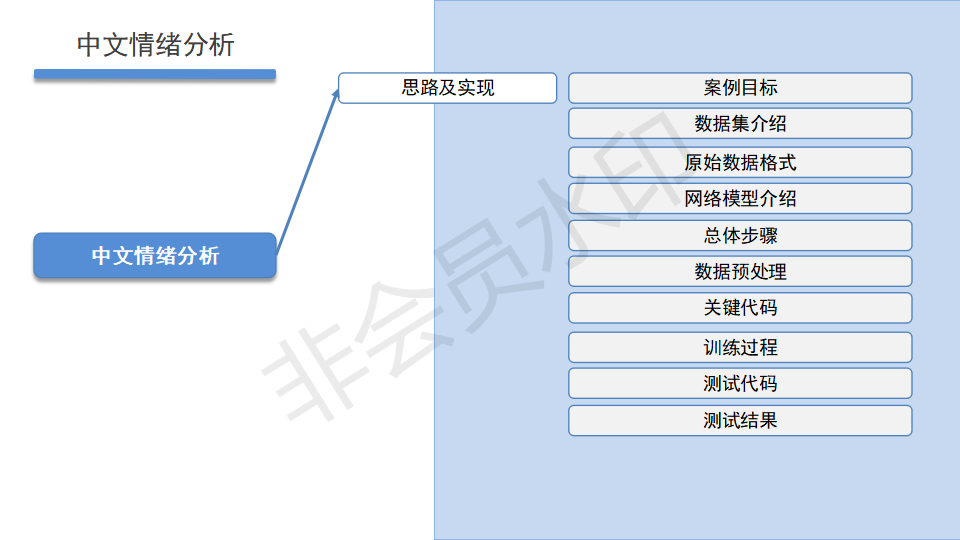 中文情绪分析
思路及实现
案例目标
数据集介绍
原始数据格式
网络模型介绍
总体步骤
中文情绪分析
数据预处理
关键代码
训练过程
测试代码
测试结果
非会员水印